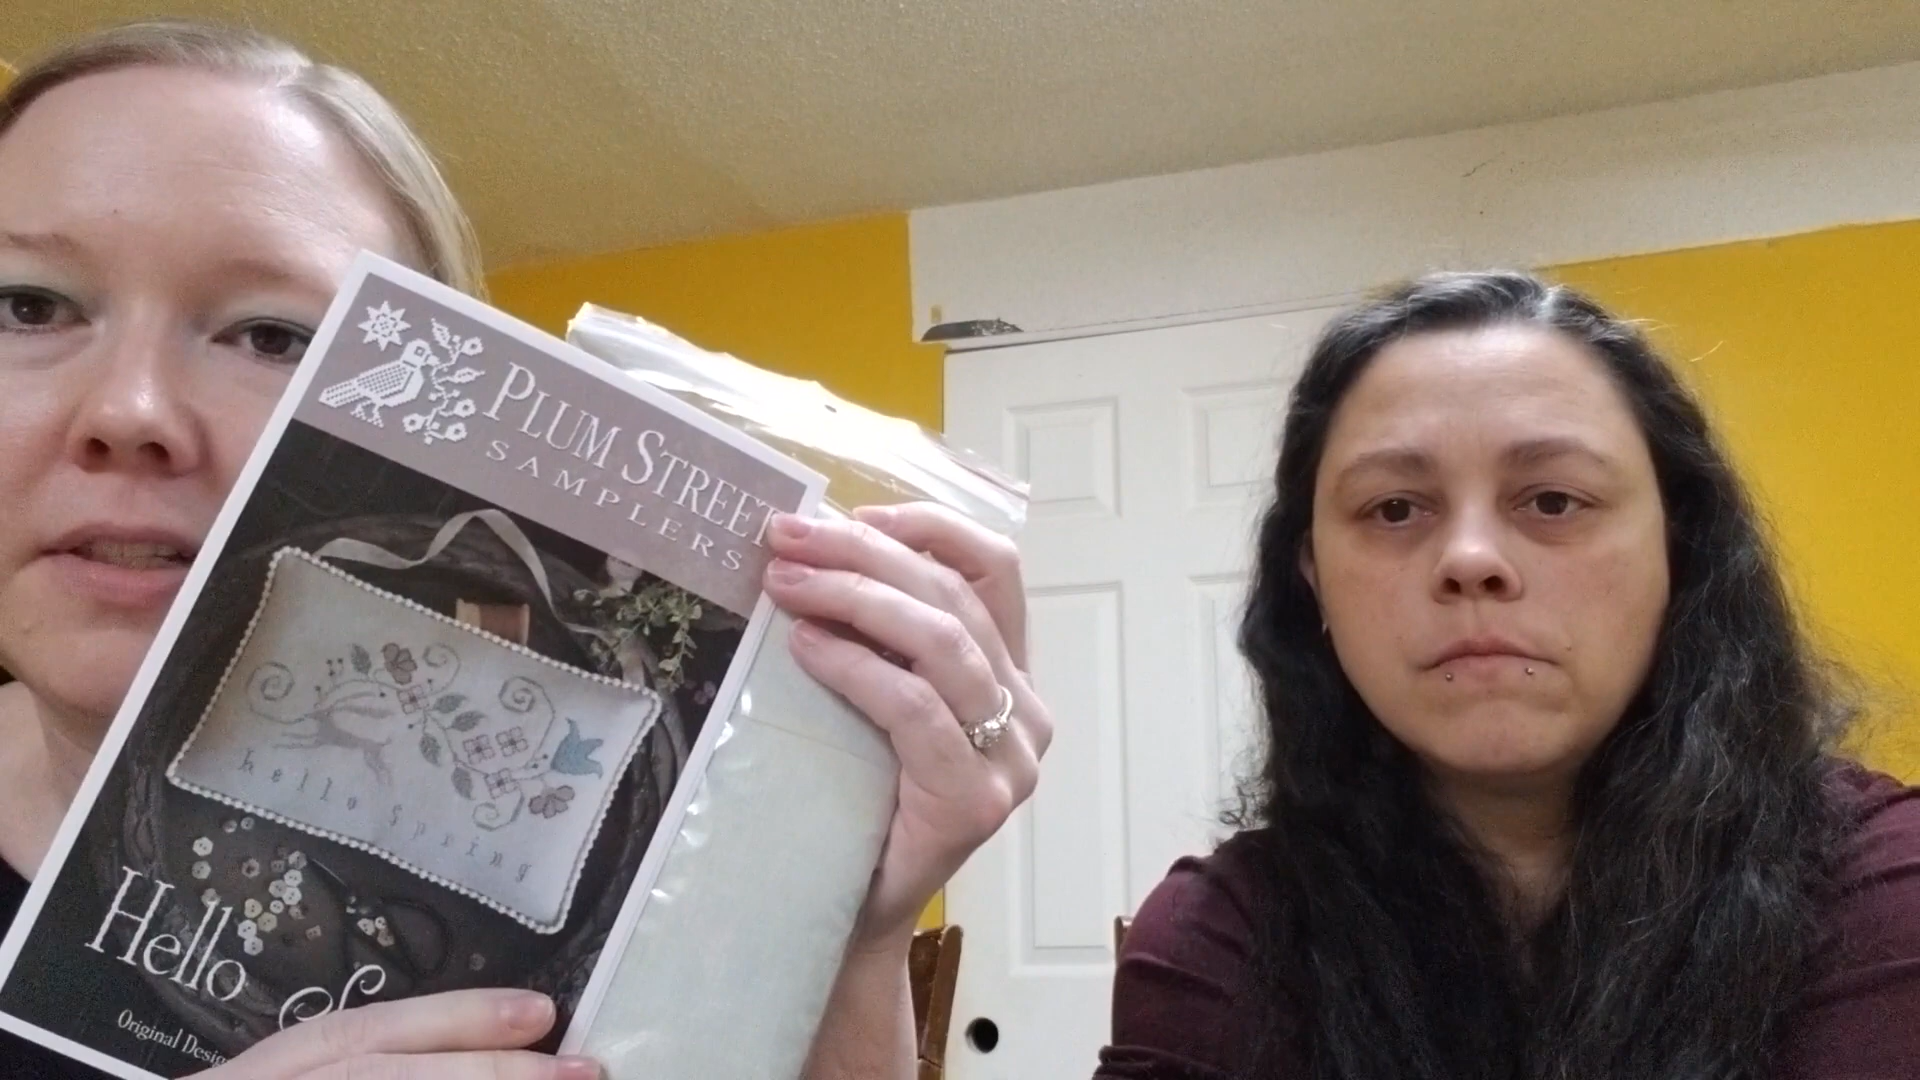 PLUM STREET
SAMPLERS
hello spring
Hello
Original Design